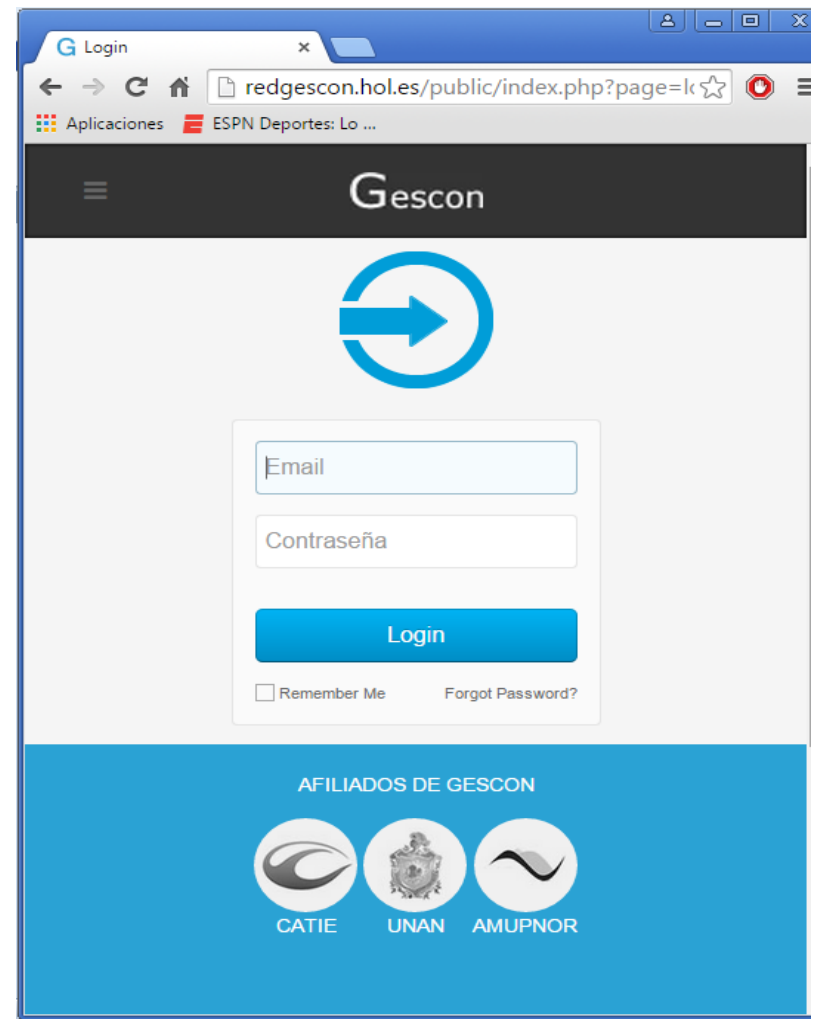 G Login
redgescon.hol.es/public/index.php?page=lo
Aplicaciones ESPN Deportes: Lo ...
Gescon
Email
Contraseña
Login
Remember Me Forgot Password?
AFILIADOS DE GESCON
CATIE UNAN AMUPNOR